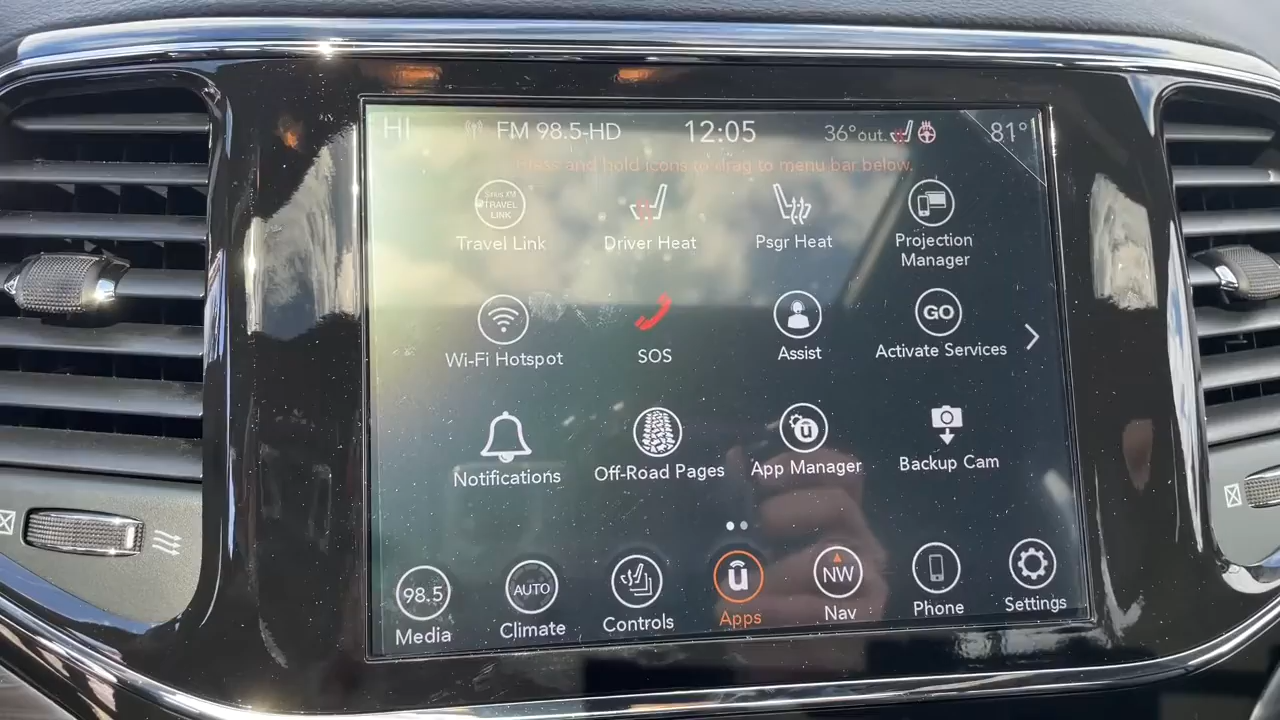 HI FM 98.5-HD 12:05 36°out. 81°
Press and hold icons to drag to menu bar below.
Sirius XM
TRAVEL
LINK
Travel Link Driver Heat Psgr Heat Projection
Manager
GO
Wi-Fi Hotspot SOS Assist Activate Services
Notifications Off-Road Pages App Manager Backup Cam
98.5 AUTO NW
Media Climate Controls Apps Nav Phone Settings